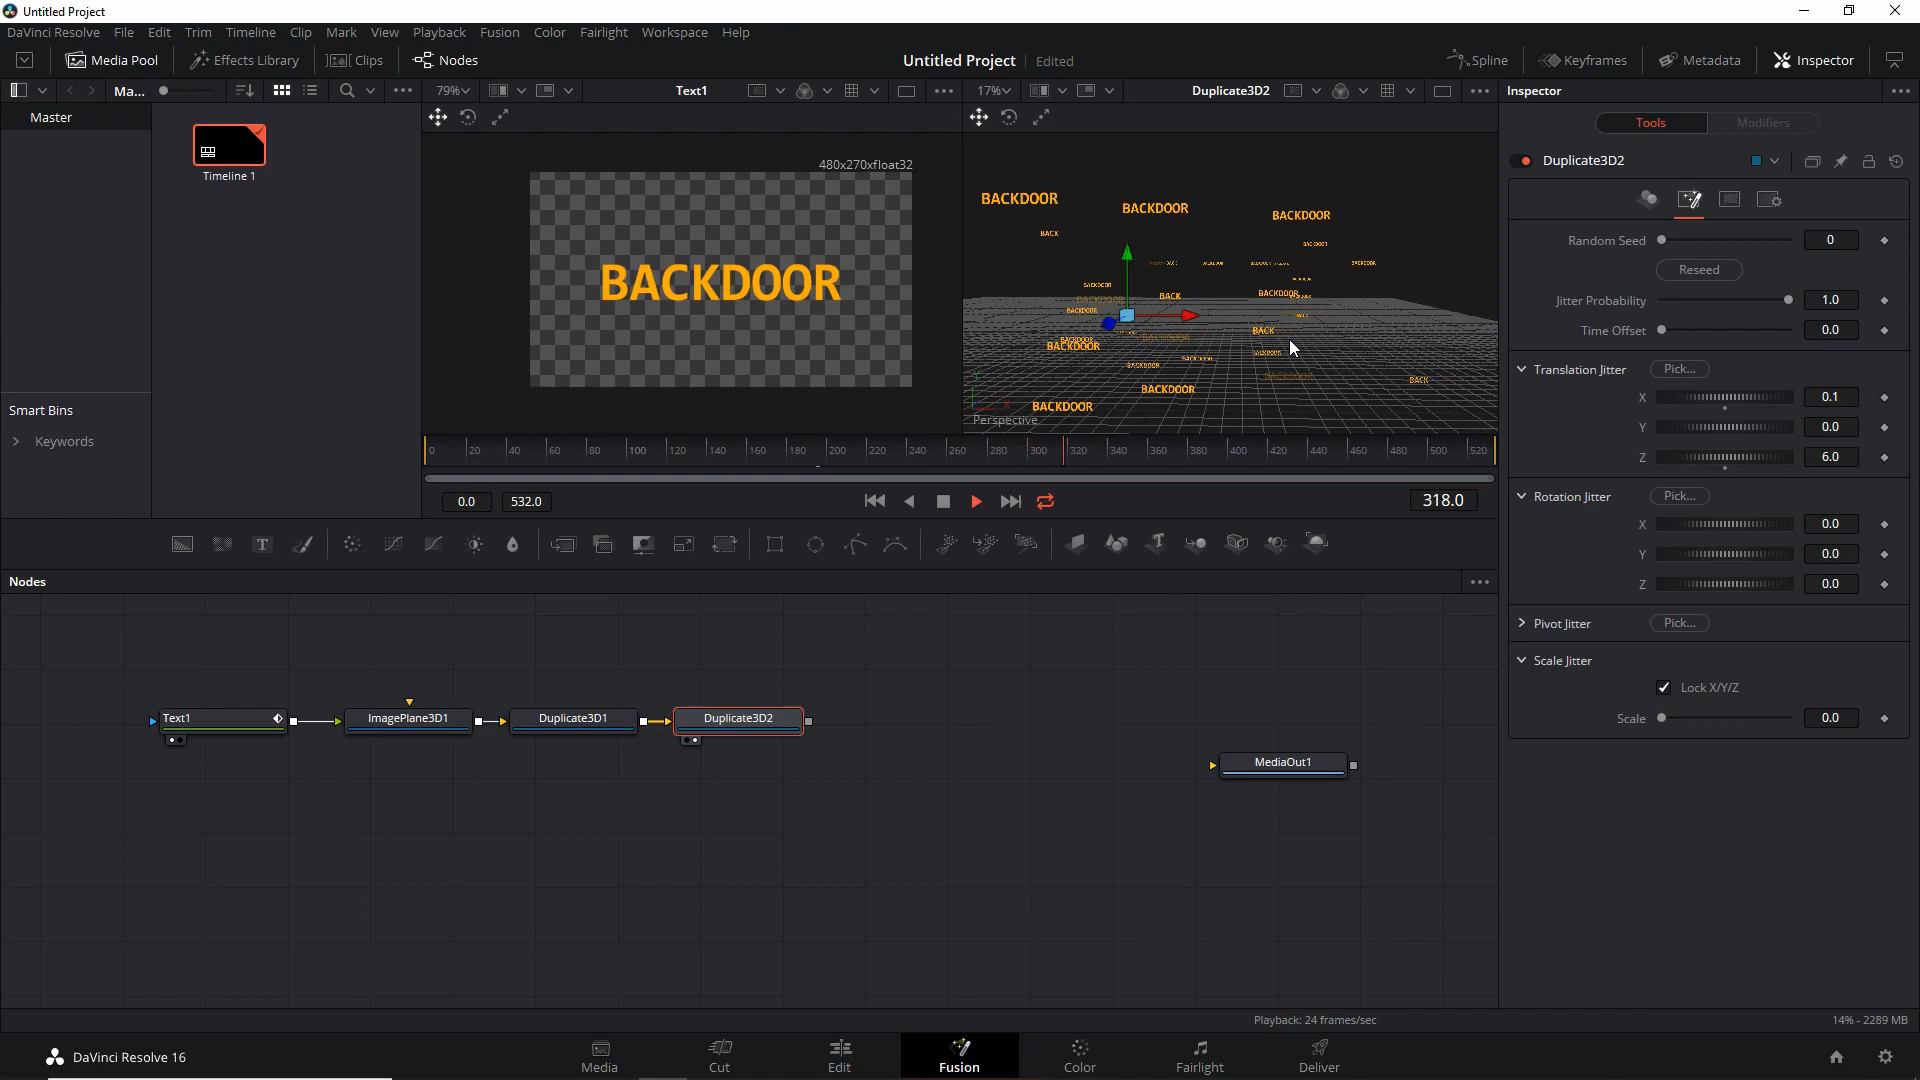 Untitled Project
DaVinci Resolve File Edit Trim Timeline Clip Mark View Playback Fusion Color Fairlight Workspace Help
Media Pool Effects Library Clips Nodes Untitled Project Edited Spline Keyframes Metadata Inspector
Ma... 79% Text1 17% Duplicate3D2 Inspector
Master
Timeline 1
Smart Bins
Keywords
480x270xfloat32
BACKDOOR
BACKDOOR BACKDOOR BACKDOOR
BACK
BACKDOOR
BACK
BACKDOOR
BACKDOOR
BACK
BACKDOOR
BACKDOOR
BACK
BACKDOOR
BACKDOOR
Perspective
0 20 40 60 80 100 120 140 160 180 200 220 240 260 280 300 320 340 360 380 400 420 440 460 480 500 520
0.0 532.0 318.0
Tools Modifiers
Duplicate3D2
Random Seed 0
Reseed
Jitter Probability 1.0
Time Offset 0.0
Translation Jitter Pick...
X 0.1
Y 0.0
Z 6.0
Rotation Jitter Pick...
X 0.0
Y 0.0
Z 0.0
Pivot Jitter Pick...
Scale Jitter
Lock X/Y/Z
Scale 0.0
T
Nodes
Text1 ImagePlane3D1 Duplicate3D1 Duplicate3D2
MediaOut1
Playback: 24 frames/sec 14% - 2289 MB
DaVinci Resolve 16 Media Cut Edit Fusion Color Fairlight Deliver